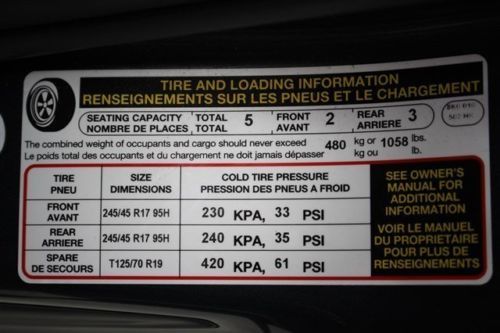 TIRE AND LOADING INFORMATION
RENSEIGNEMENTS SUR LES PNEUS ET LE CHARGEMENT
SEATING CAPACITY TOTAL 5 FRONT 2 REAR 3
NOMBRE DE PLACES TOTAL AVANT ARRIERE
The combined weight of occupants and cargo should never exceed 480 kg or 1058 lbs.
Le poids total des occupants et du chargement ne doit jamais dépasser kg ou lb.
TIRE SIZE COLD TIRE PRESSURE
PNEU DIMENSIONS PRESSION DES PNEUS A FROID
FRONT
AVANT 245/45 R17 95H 230 KPA, 33 PSI
REAR
ARRIERE 245/45 R17 95H 240 KPA, 35 PSI
SPARE
DE SECOURS T125/70 R19 420 KPA, 61 PSI
SEE OWNER'S
MANUAL FOR
ADDITIONAL
INFORMATION
VOIR LE MANUEL
DU PROPRIETAIRE
POUR PLUS DE
RENSEIGNEMENTS